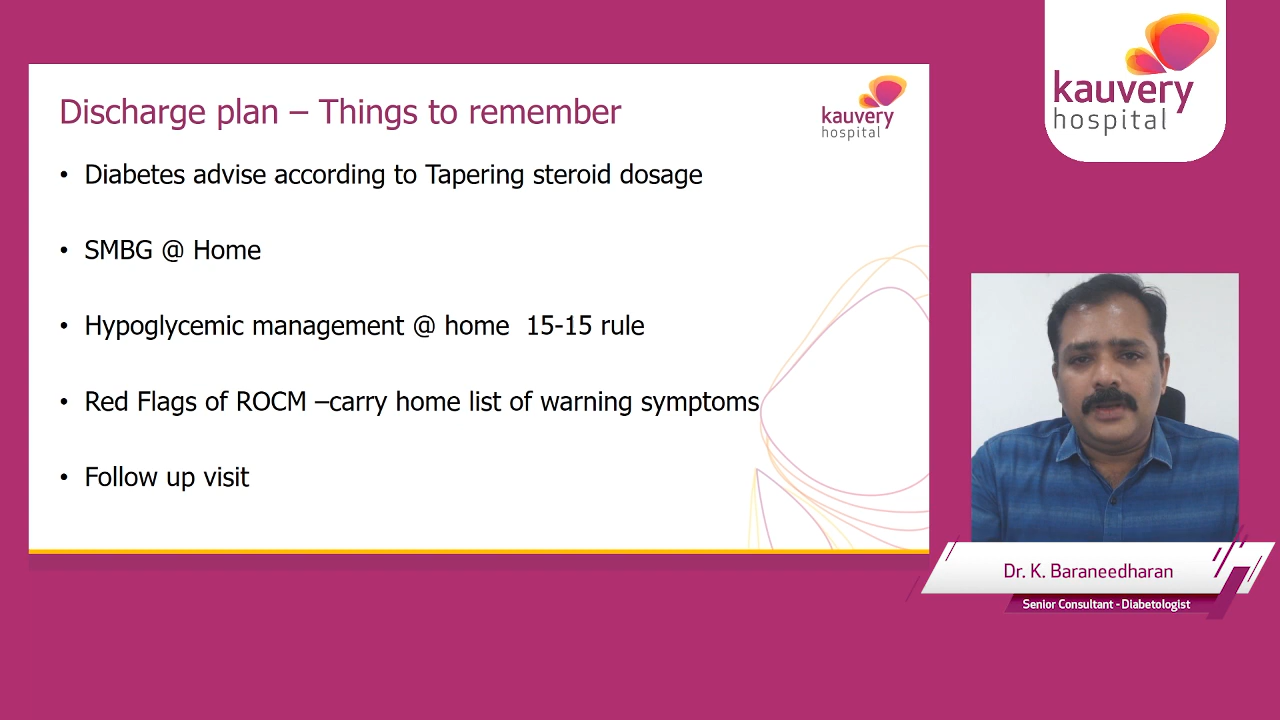 Discharge plan – Things to remember
kauvery
hospital
• Diabetes advise according to Tapering steroid dosage
• SMBG @ Home
• Hypoglycemic management @ home 15-15 rule
• Red Flags of ROCM –carry home list of warning symptoms
• Follow up visit
kauvery
hospital
Dr. K. Baraneedharan
Senior Consultant - Diabetologist